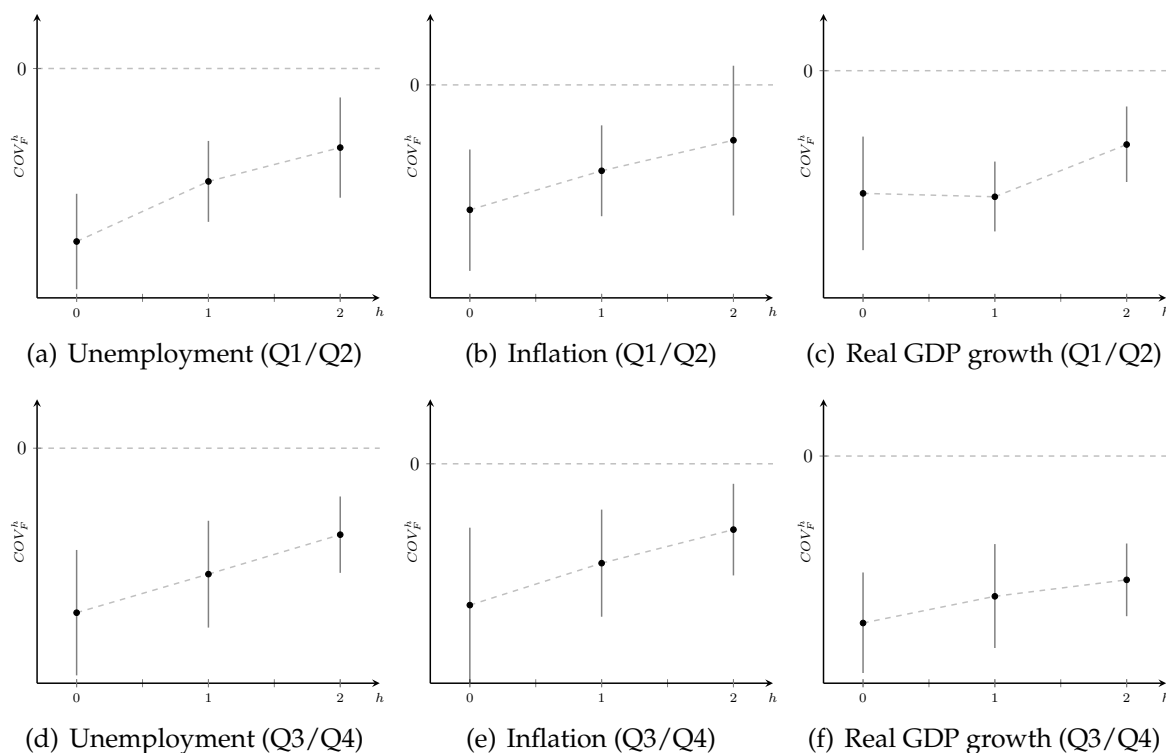 0
0
0
COV_F^h
COV_F^h
COV_F^h
0 1 2 h
0 1 2 h
0 1 2 h
(a) Unemployment (Q1/Q2)
(b) Inflation (Q1/Q2)
(c) Real GDP growth (Q1/Q2)
0
0
0
COV_F^h
COV_F^h
COV_F^h
0 1 2 h
0 1 2 h
0 1 2 h
(d) Unemployment (Q3/Q4)
(e) Inflation (Q3/Q4)
(f) Real GDP growth (Q3/Q4)